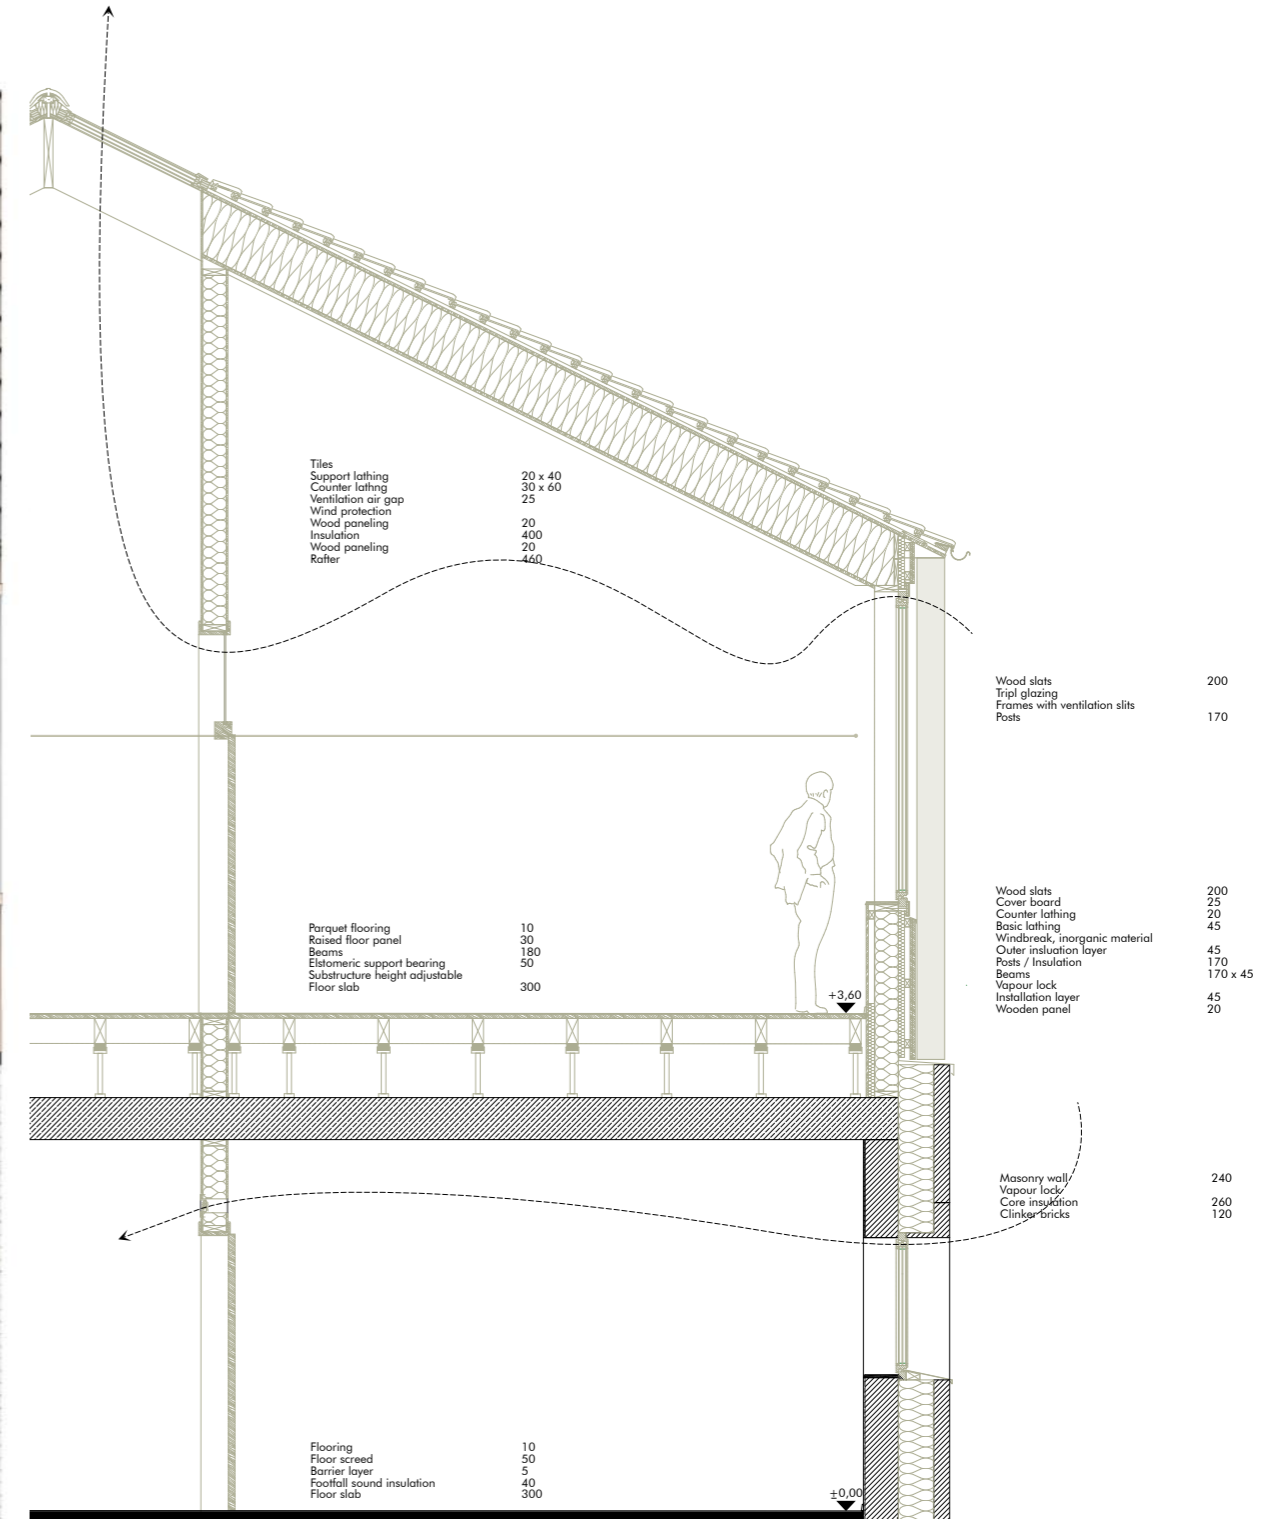 Tiles
Support lathing 20 x 40
Counter lathng 30 x 60
Ventilation air gap 25
Wind protection
Wood paneling 20
Insulation 400
Wood paneling 20
Rafter 460
Wood slats 200
Tripl glazing
Frames with ventilation slits
Posts 170
Wood slats 200
Cover board 25
Counter lathing 20
Basic lathing 45
Windbreak, inorganic material
Outer insluation layer 45
Posts / Insulation 170
Beams 170 x 45
Vapour lock
Installation layer 45
Wooden panel 20
Parquet flooring 10
Raised floor panel 30
Beams 180
Elstomeric support bearing 50
Substructure height adjustable
Floor slab 300
+3,60
Masonry wall 240
Vapour lock
Core insulation 260
Clinker bricks 120
Flooring 10
Floor screed 50
Barrier layer 5
Footfall sound insulation 40
Floor slab 300
±0,00